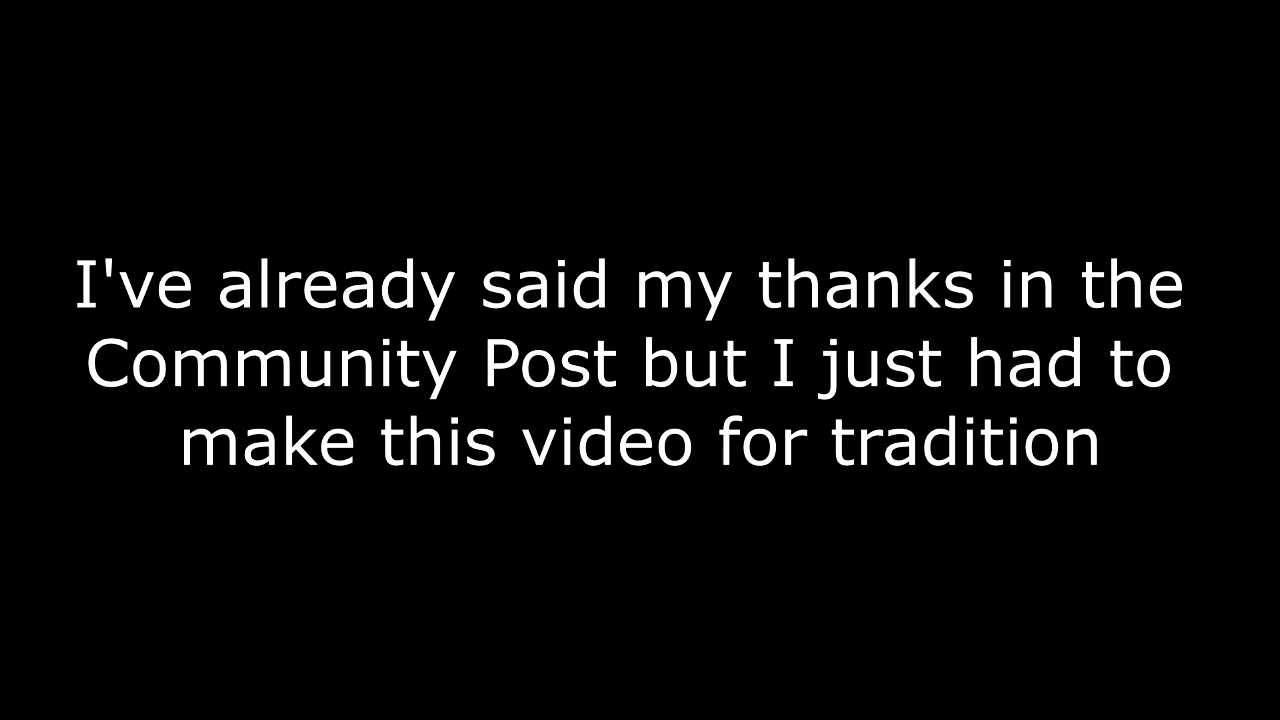 I've already said my thanks in the
Community Post but I just had to
make this video for tradition